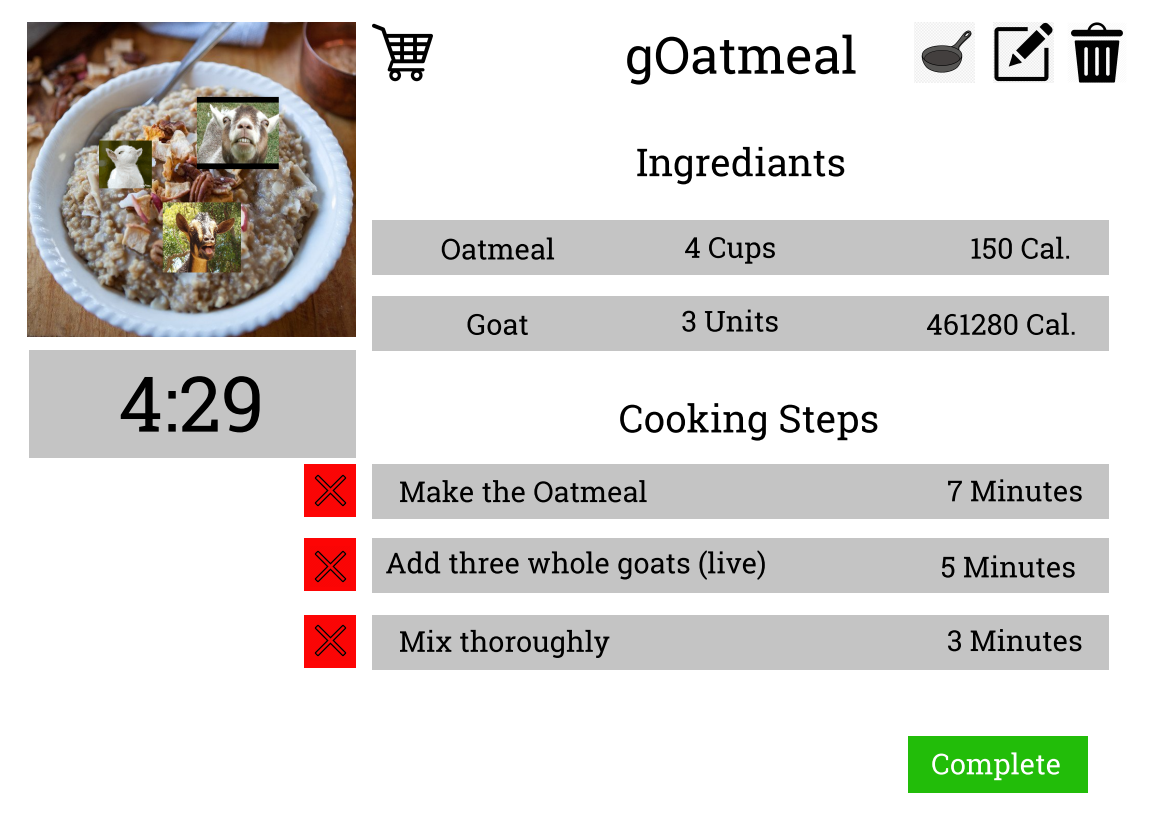 gOatmeal
Ingrediants
Oatmeal 4 Cups 150 Cal.
Goat 3 Units 461280 Cal.
4:29
Cooking Steps
Make the Oatmeal 7 Minutes
Add three whole goats (live) 5 Minutes
Mix thoroughly 3 Minutes
Complete